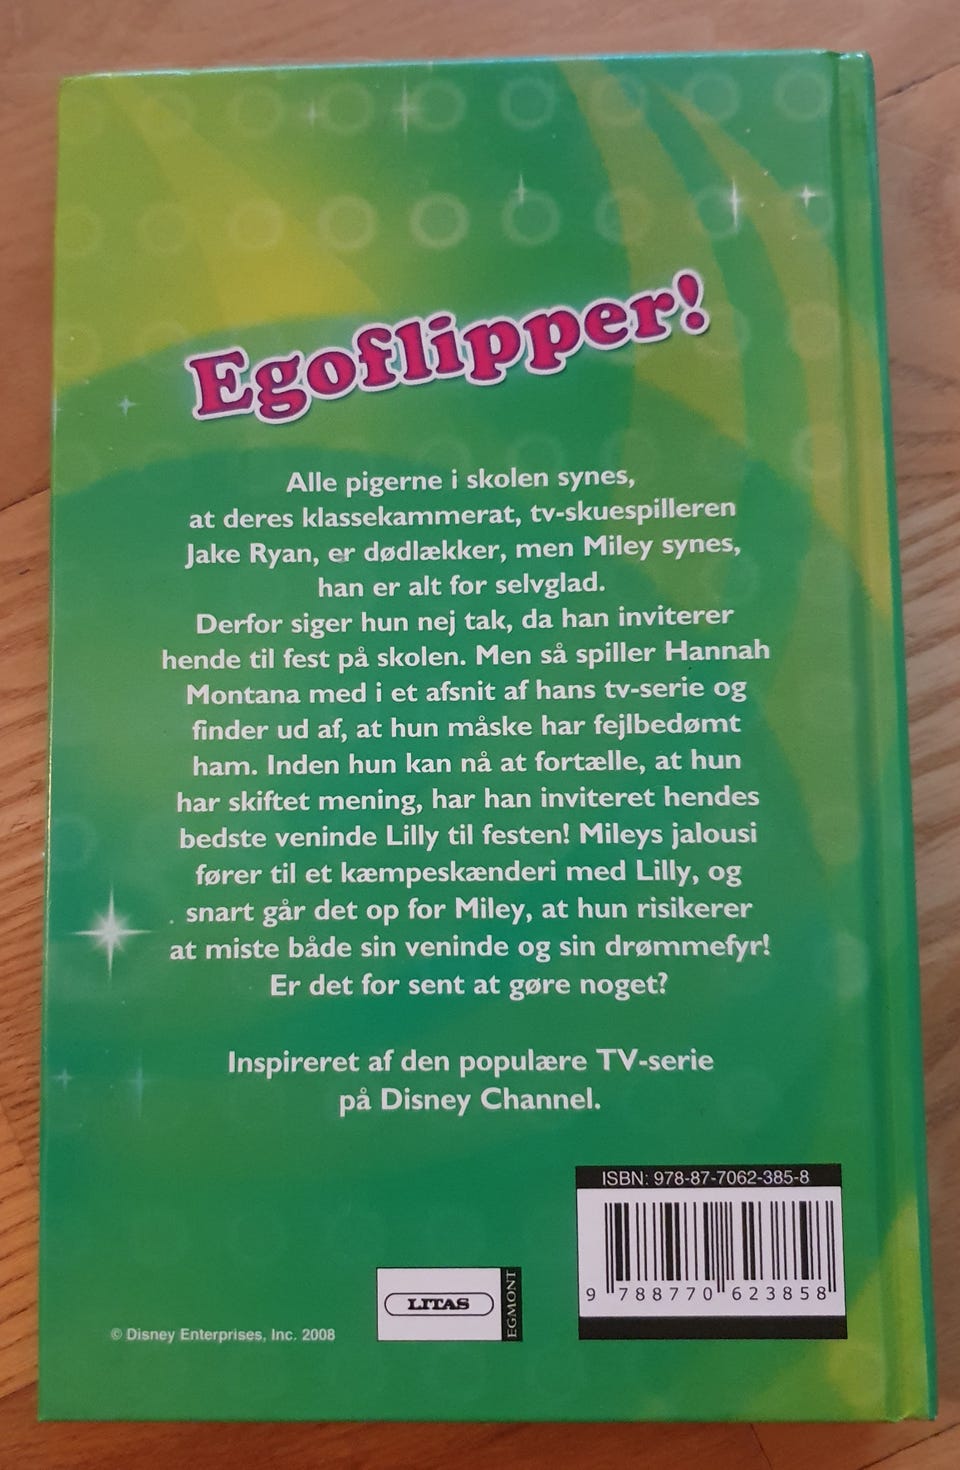 Egoflipper!
Alle pigerne i skolen synes,
at deres klassekammerat, tv-skuespilleren
Jake Ryan, er dødlækker, men Miley synes,
han er alt for selvglad.
Derfor siger hun nej tak, da han inviterer
hende til fest på skolen. Men så spiller Hannah
Montana med i et afsnit af hans tv-serie og
finder ud af, at hun måske har fejlbedømt
ham. Inden hun kan nå at fortælle, at hun
har skiftet mening, har han inviteret hendes
bedste veninde Lilly til festen! Mileys jalousi
fører til et kæmpeskænderi med Lilly, og
snart går det op for Miley, at hun risikerer
at miste både sin veninde og sin drømmefyr!
Er det for sent at gøre noget?
Inspireret af den populære TV-serie
på Disney Channel.
ISBN: 978-87-7062-385-8
9 788770 623858
LITAS
EGMONT
© Disney Enterprises, Inc. 2008